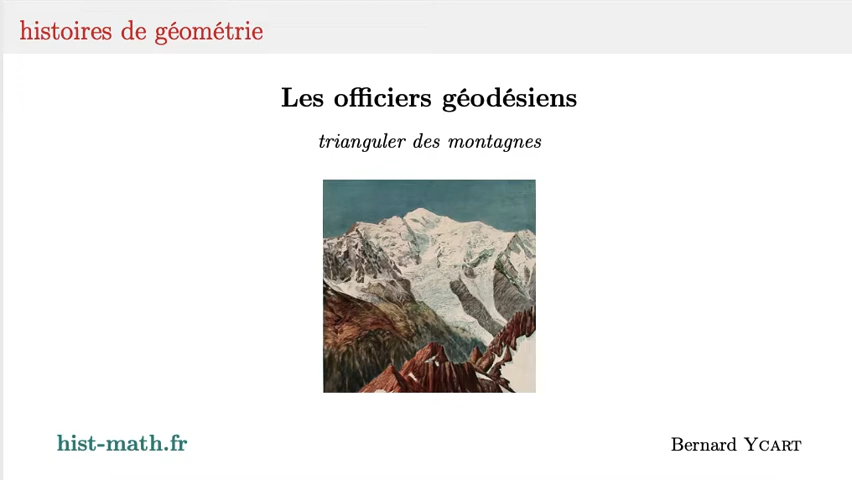 histoires de géométrie
Les officiers géodésiens
trianguler des montagnes
hist-math.fr
Bernard YCART